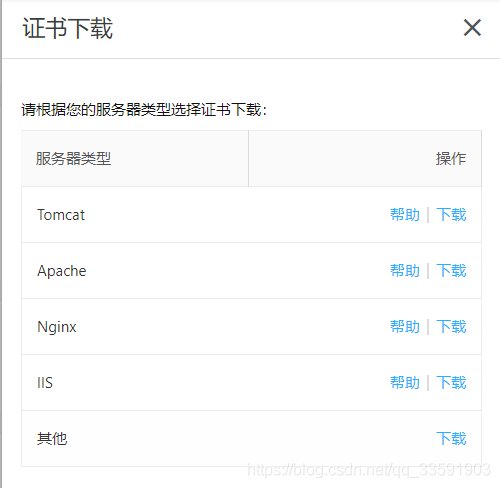 证书下载
请根据您的服务器类型选择证书下载：
服务器类型 操作
Tomcat 帮助 | 下载
Apache 帮助 | 下载
Nginx 帮助 | 下载
IIS 帮助 | 下载
其他 下载
https://blog.csdn.net/qq_33591903